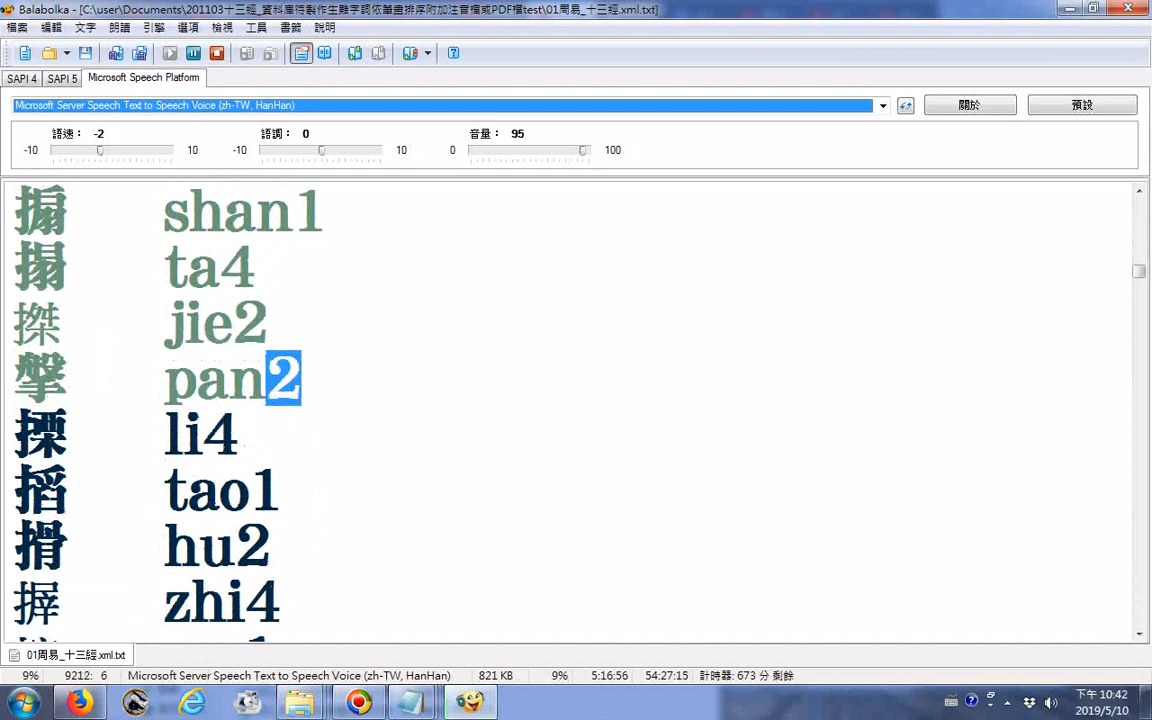 Balabolka - [C:\user\Documents\201103十三經_資料庫待製作生難字詞依筆畫排序附加注音檔或PDF檔test\01周易_十三經.xml.txt]
檔案 編輯 文字 朗讀 引擎 選項 檢視 工具 書籤 說明
SAPI 4 SAPI 5 Microsoft Speech Platform
Microsoft Server Speech Text to Speech Voice (zh-TW, HanHan) 關於 預設
語速： -2 語調： 0 音量： 95
-10 10 -10 10 0 100
搧 shan1
搨 ta4
搩 jie2
搫 pan2
搮 li4
搯 tao1
搰 hu2
搱 zhi4
01周易_十三經.xml.txt
9% 9212: 6 Microsoft Server Speech Text to Speech Voice (zh-TW, HanHan) 821 KB 9% 5:16:56 54:27:15 計時器: 673 分 剩餘
下午 10:42
2019/5/10